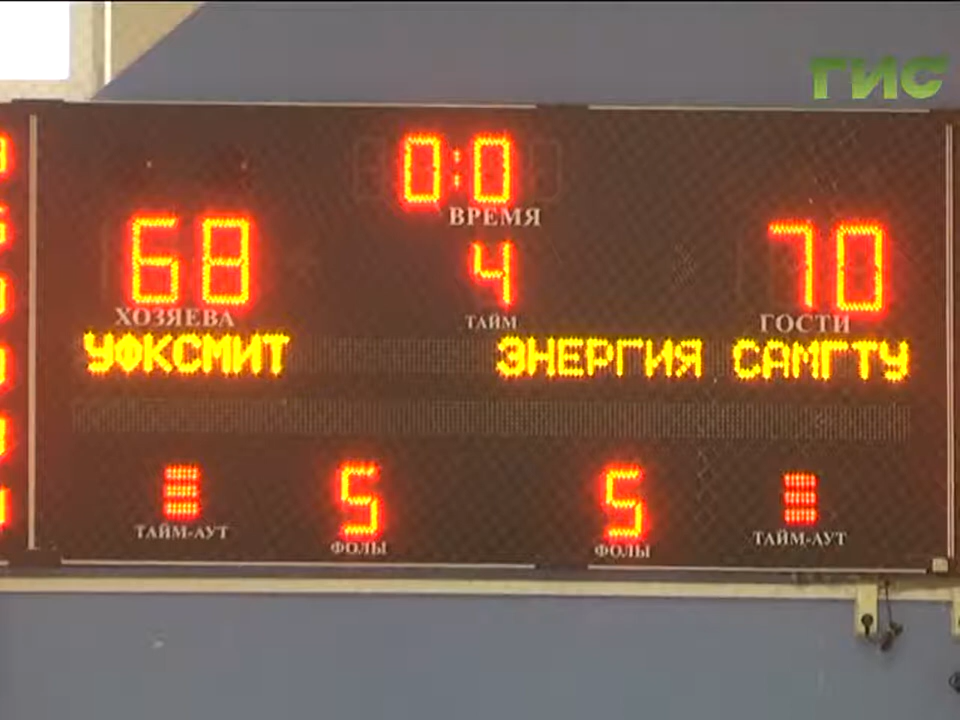 ГИС
0:0
ВРЕМЯ
68 4 70
ХОЗЯЕВА ТАЙМ ГОСТИ
УФКСМИТ ЭНЕРГИЯ САМГТУ
5 5
ТАЙМ-АУТ ФОЛЫ ФОЛЫ ТАЙМ-АУТ